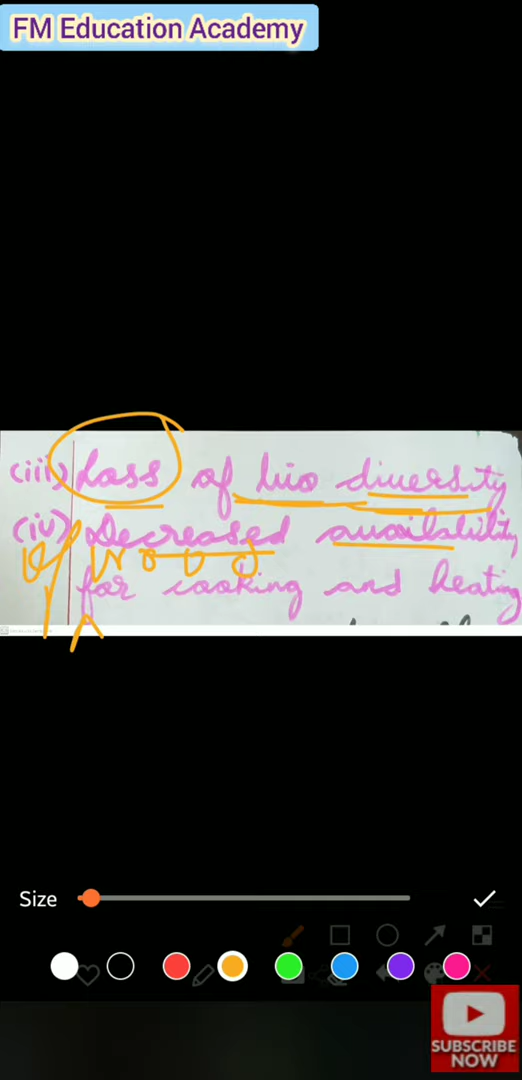 FM Education Academy
(iii) Loss of bio diversity
(iv) Decreased availability
of wood
for cooking and heating
Size
SUBSCRIBE
NOW